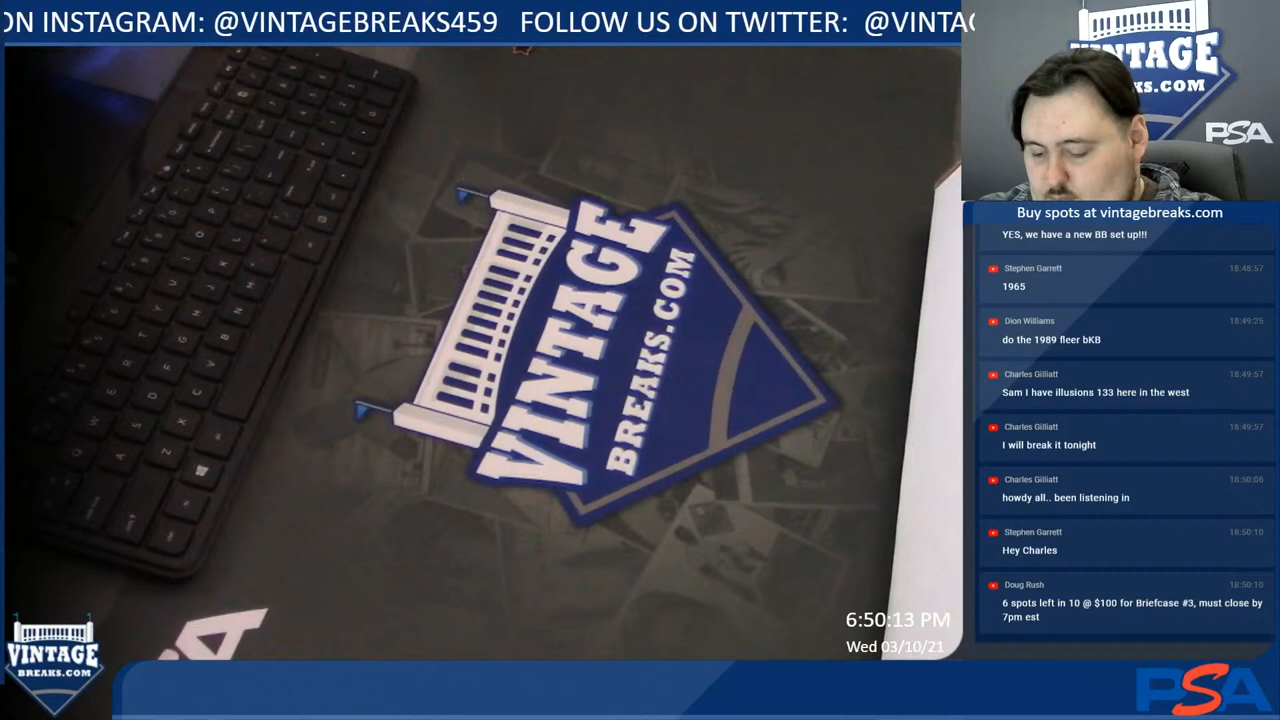 ON INSTAGRAM: @VINTAGEBREAKS459 FOLLOW US ON TWITTER: @VINTAG
VINTAGE
BREAKS.COM
PSA
VINTAGE
BREAKS.COM
Buy spots at vintagebreaks.com
YES, we have a new BB set up!!!
Stephen Garrett 18:48:57
1965
Dion Williams 18:49:25
do the 1989 fleer bKB
Charles Gilliatt 18:49:57
Sam I have illusions 133 here in the west
Charles Gilliatt 18:49:57
I will break it tonight
Charles Gilliatt 18:50:06
howdy all.. been listening in
Stephen Garrett 18:50:10
Hey Charles
Doug Rush 18:50:10
6 spots left in 10 @ $100 for Briefcase #3, must close by
7pm est
6:50:13 PM
Wed 03/10/21
VINTAGE
BREAKS.COM
PSA